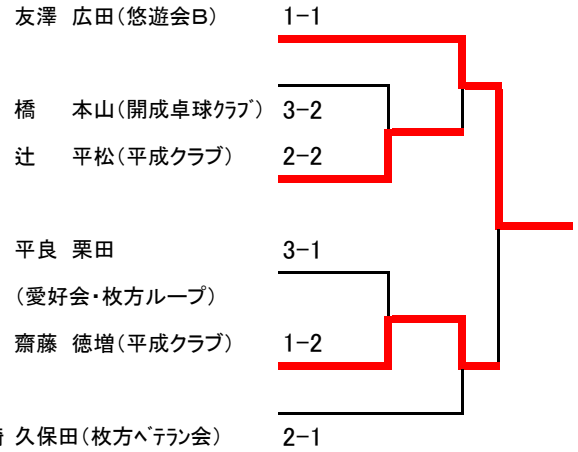 友澤 広田(悠遊会B) 1-1
橋 本山(開成卓球ｸﾗﾌﾞ) 3-2
辻 平松(平成クラブ) 2-2
平良 栗田 3-1
(愛好会・枚方ループ)
齋藤 徳増(平成クラブ) 1-2
久保田(枚方ﾍﾞﾃﾗﾝ会) 2-1